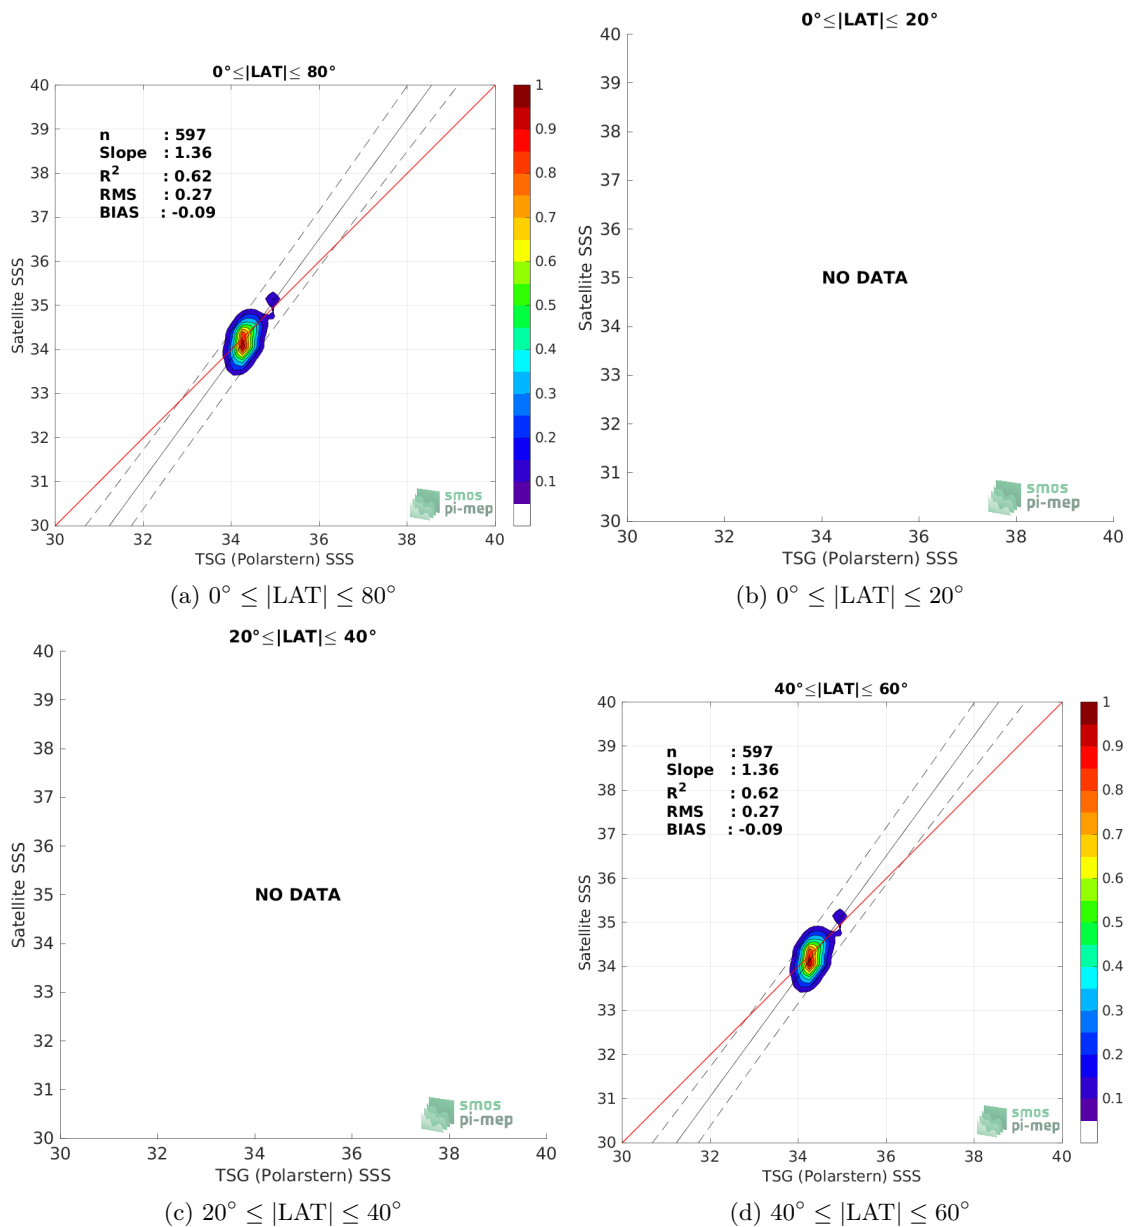 0°≤|LAT|≤ 80°
40
39
38
37
36
35
34
33
32
31
30
Satellite SSS
n : 597
Slope : 1.36
R² : 0.62
RMS : 0.27
BIAS : -0.09
smos
pi-mep
30 32 34 36 38 40
TSG (Polarstern) SSS
1
0.9
0.8
0.7
0.6
0.5
0.4
0.3
0.2
0.1
(a) 0° ≤ |LAT| ≤ 80°
0°≤|LAT|≤ 20°
40
39
38
37
36
35
34
33
32
31
30
Satellite SSS
NO DATA
smos
pi-mep
30 32 34 36 38 40
TSG (Polarstern) SSS
(b) 0° ≤ |LAT| ≤ 20°
20°≤|LAT|≤ 40°
40
39
38
37
36
35
34
33
32
31
30
Satellite SSS
NO DATA
smos
pi-mep
30 32 34 36 38 40
TSG (Polarstern) SSS
(c) 20° ≤ |LAT| ≤ 40°
40°≤|LAT|≤ 60°
40
39
38
37
36
35
34
33
32
31
30
Satellite SSS
n : 597
Slope : 1.36
R² : 0.62
RMS : 0.27
BIAS : -0.09
smos
pi-mep
30 32 34 36 38 40
TSG (Polarstern) SSS
1
0.9
0.8
0.7
0.6
0.5
0.4
0.3
0.2
0.1
(d) 40° ≤ |LAT| ≤ 60°